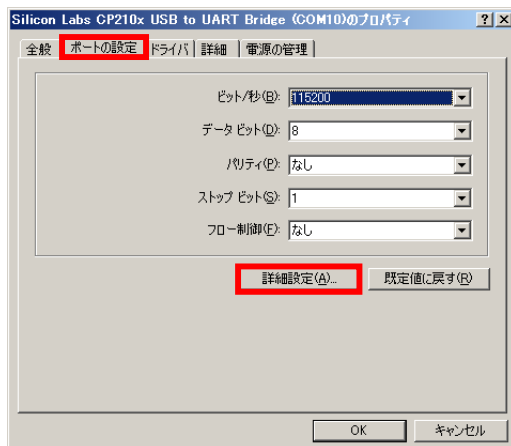 Silicon Labs CP210x USB to UART Bridge (COM10)のプロパティ
全般 ポートの設定 ドライバ 詳細 電源の管理
ビット/秒(B): 115200
データ ビット(D): 8
パリティ(P): なし
ストップ ビット(S): 1
フロー制御(F): なし
詳細設定(A)... 既定値に戻す(R)
OK キャンセル